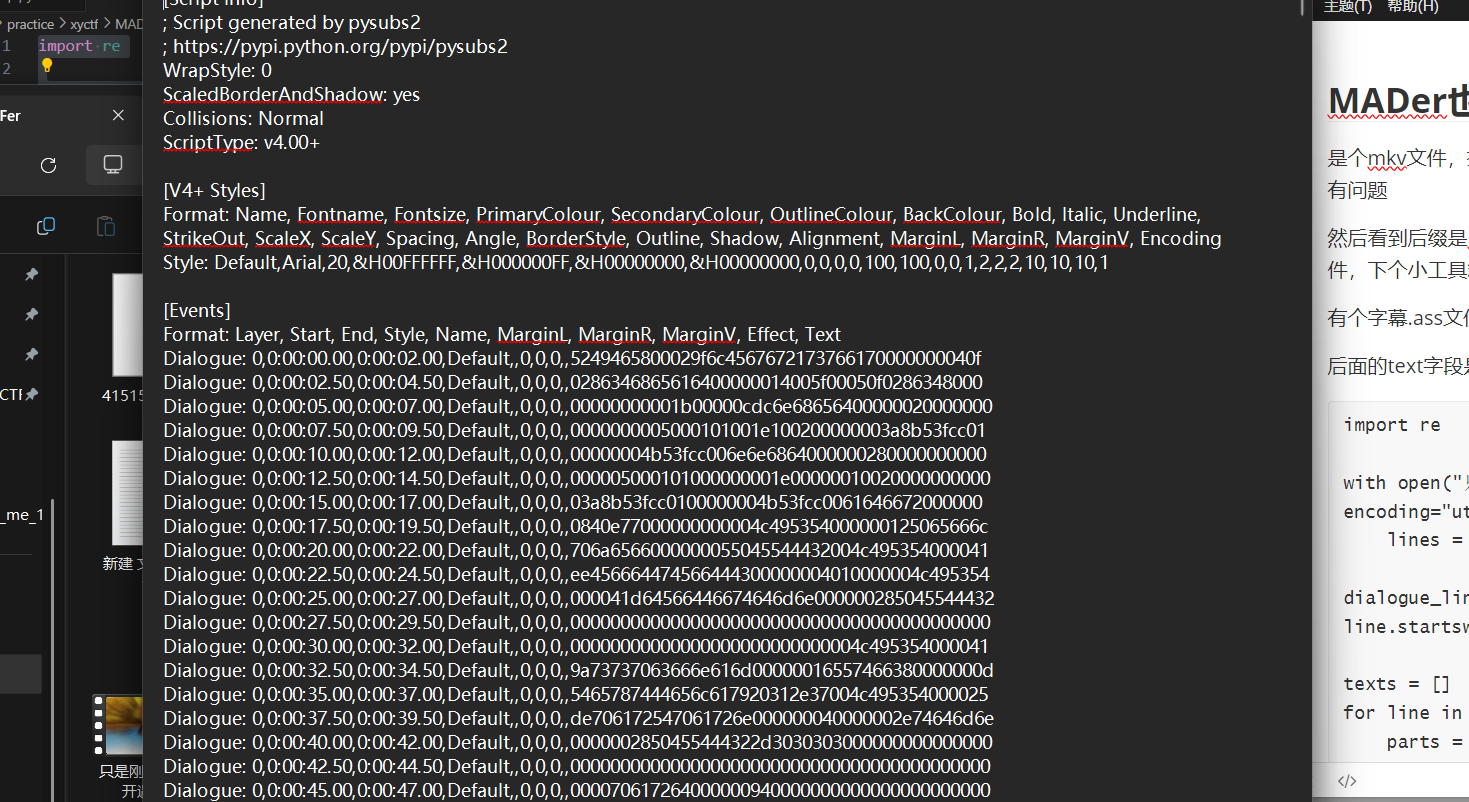 practice > xyctf > MAD
1 import re
2
Fer
CTF
4151
_me_1
新建
只是刚
开
[Script Info]
; Script generated by pysubs2
; https://pypi.python.org/pypi/pysubs2
WrapStyle: 0
ScaledBorderAndShadow: yes
Collisions: Normal
ScriptType: v4.00+
[V4+ Styles]
Format: Name, Fontname, Fontsize, PrimaryColour, SecondaryColour, OutlineColour, BackColour, Bold, Italic, Underline,
StrikeOut, ScaleX, ScaleY, Spacing, Angle, BorderStyle, Outline, Shadow, Alignment, MarginL, MarginR, MarginV, Encoding
Style: Default,Arial,20,&H00FFFFFF,&H000000FF,&H00000000,&H00000000,0,0,0,0,100,100,0,0,1,2,2,2,10,10,10,1
[Events]
Format: Layer, Start, End, Style, Name, MarginL, MarginR, MarginV, Effect, Text
Dialogue: 0,0:00:00.00,0:00:02.00,Default,,0,0,0,,5249465800029f6c4567672173766170000000040f
Dialogue: 0,0:00:02.50,0:00:04.50,Default,,0,0,0,,0286346865616400000014005f00050f0286348000
Dialogue: 0,0:00:05.00,0:00:07.00,Default,,0,0,0,,00000000001b00000cdc6e68656400000020000000
Dialogue: 0,0:00:07.50,0:00:09.50,Default,,0,0,0,,0000000005000101001e100200000003a8b53fcc01
Dialogue: 0,0:00:10.00,0:00:12.00,Default,,0,0,0,,00000004b53fcc006e6e6864000000280000000000
Dialogue: 0,0:00:12.50,0:00:14.50,Default,,0,0,0,,000005000101000000001e00000010020000000000
Dialogue: 0,0:00:15.00,0:00:17.00,Default,,0,0,0,,03a8b53fcc0100000004b53fcc0061646672000000
Dialogue: 0,0:00:17.50,0:00:19.50,Default,,0,0,0,,0840e77000000000004c495354000000125065666c
Dialogue: 0,0:00:20.00,0:00:22.00,Default,,0,0,0,,706a6566000000055045544432004c495354000041
Dialogue: 0,0:00:22.50,0:00:24.50,Default,,0,0,0,,ee456664474566444300000004010000004c495354
Dialogue: 0,0:00:25.00,0:00:27.00,Default,,0,0,0,,000041d64566446674646d6e000000285045544432
Dialogue: 0,0:00:27.50,0:00:29.50,Default,,0,0,0,,000000000000000000000000000000000000000000
Dialogue: 0,0:00:30.00,0:00:32.00,Default,,0,0,0,,00000000000000000000000000004c495354000041
Dialogue: 0,0:00:32.50,0:00:34.50,Default,,0,0,0,,9a73737063666e616d00000016557466380000000d
Dialogue: 0,0:00:35.00,0:00:37.00,Default,,0,0,0,,5465787444656c617920312e37004c495354000025
Dialogue: 0,0:00:37.50,0:00:39.50,Default,,0,0,0,,de706172547061726e000000040000002e74646d6e
Dialogue: 0,0:00:40.00,0:00:42.00,Default,,0,0,0,,0000002850455444322d3030303000000000000000
Dialogue: 0,0:00:42.50,0:00:44.50,Default,,0,0,0,,000000000000000000000000000000000000000000
Dialogue: 0,0:00:45.00,0:00:47.00,Default,,0,0,0,,000070617264000000940000000000000000000000
主题(T) 帮助(H)
MADer也
是个mkv文件，
有问题
然后看到后缀是
件，下个小工具
有个字幕.ass文件
后面的text字段是
import re
with open("
encoding="ut
lines =
dialogue_lin
line.startsw
texts = []
for line in
parts =
</>